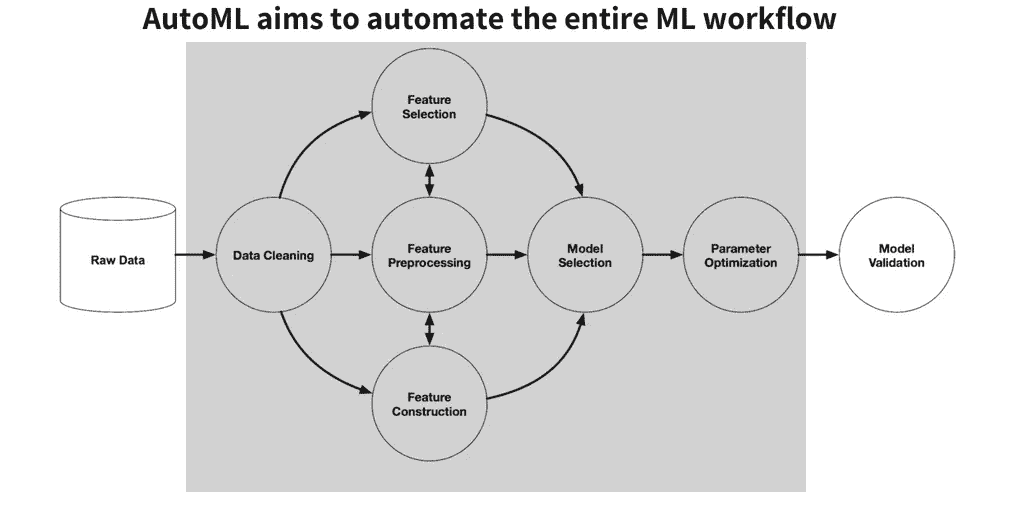 AutoML aims to automate the entire ML workflow
Feature
Selection
Raw Data
Data Cleaning
Feature
Preprocessing
Model
Selection
Parameter
Optimization
Model
Validation
Feature
Construction